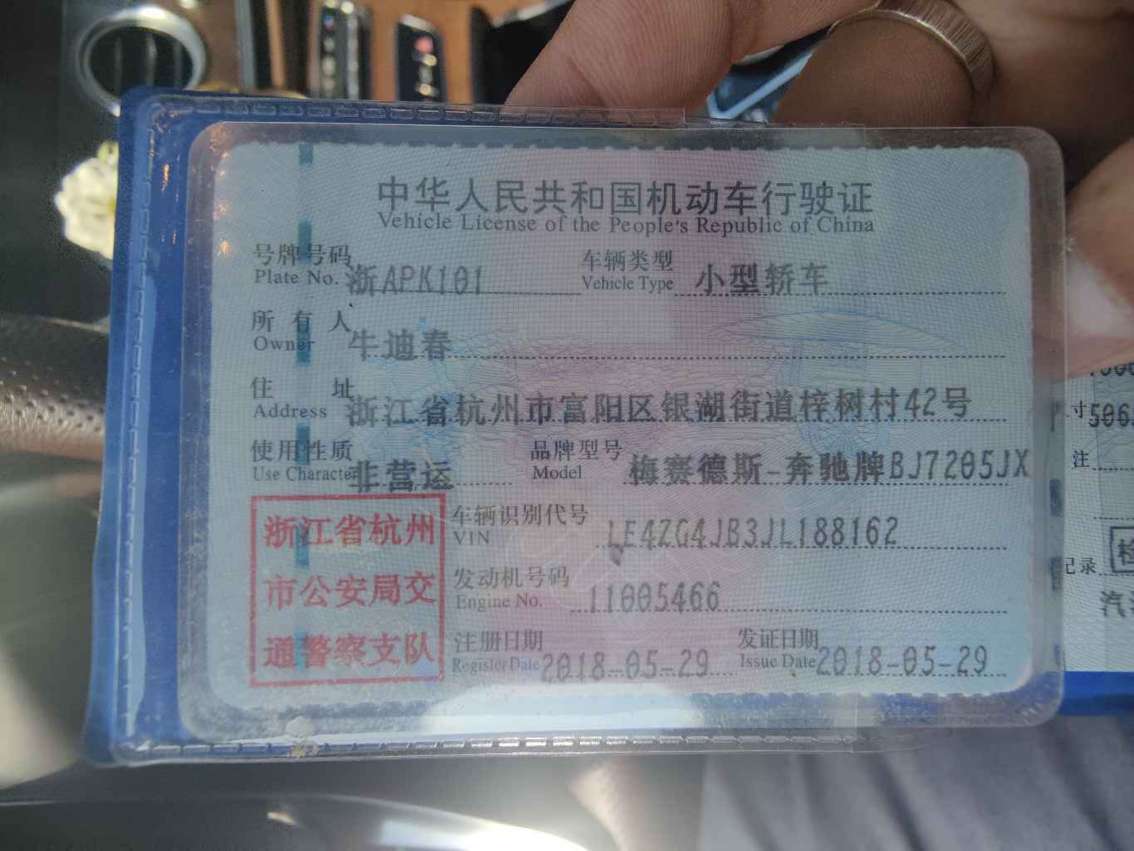 中华人民共和国机动车行驶证
Vehicle License of the People's Republic of China
号牌号码 浙APK101 车辆类型 小型轿车
Plate No. Vehicle Type
所有人 牛迪春
Owner
住址 浙江省杭州市富阳区银湖街道梓树村42号
Address
使用性质 非营运 品牌型号 梅赛德斯-奔驰牌BJ7205JX
Use Character Model
浙江省杭州
市公安局交
通警察支队
车辆识别代号 LE4ZG4JB3JL188162
VIN
发动机号码 11005466
Engine No.
注册日期 2018-05-29 发证日期 2018-05-29
Register Date Issue Date
寸 506
注
记录 检
汽